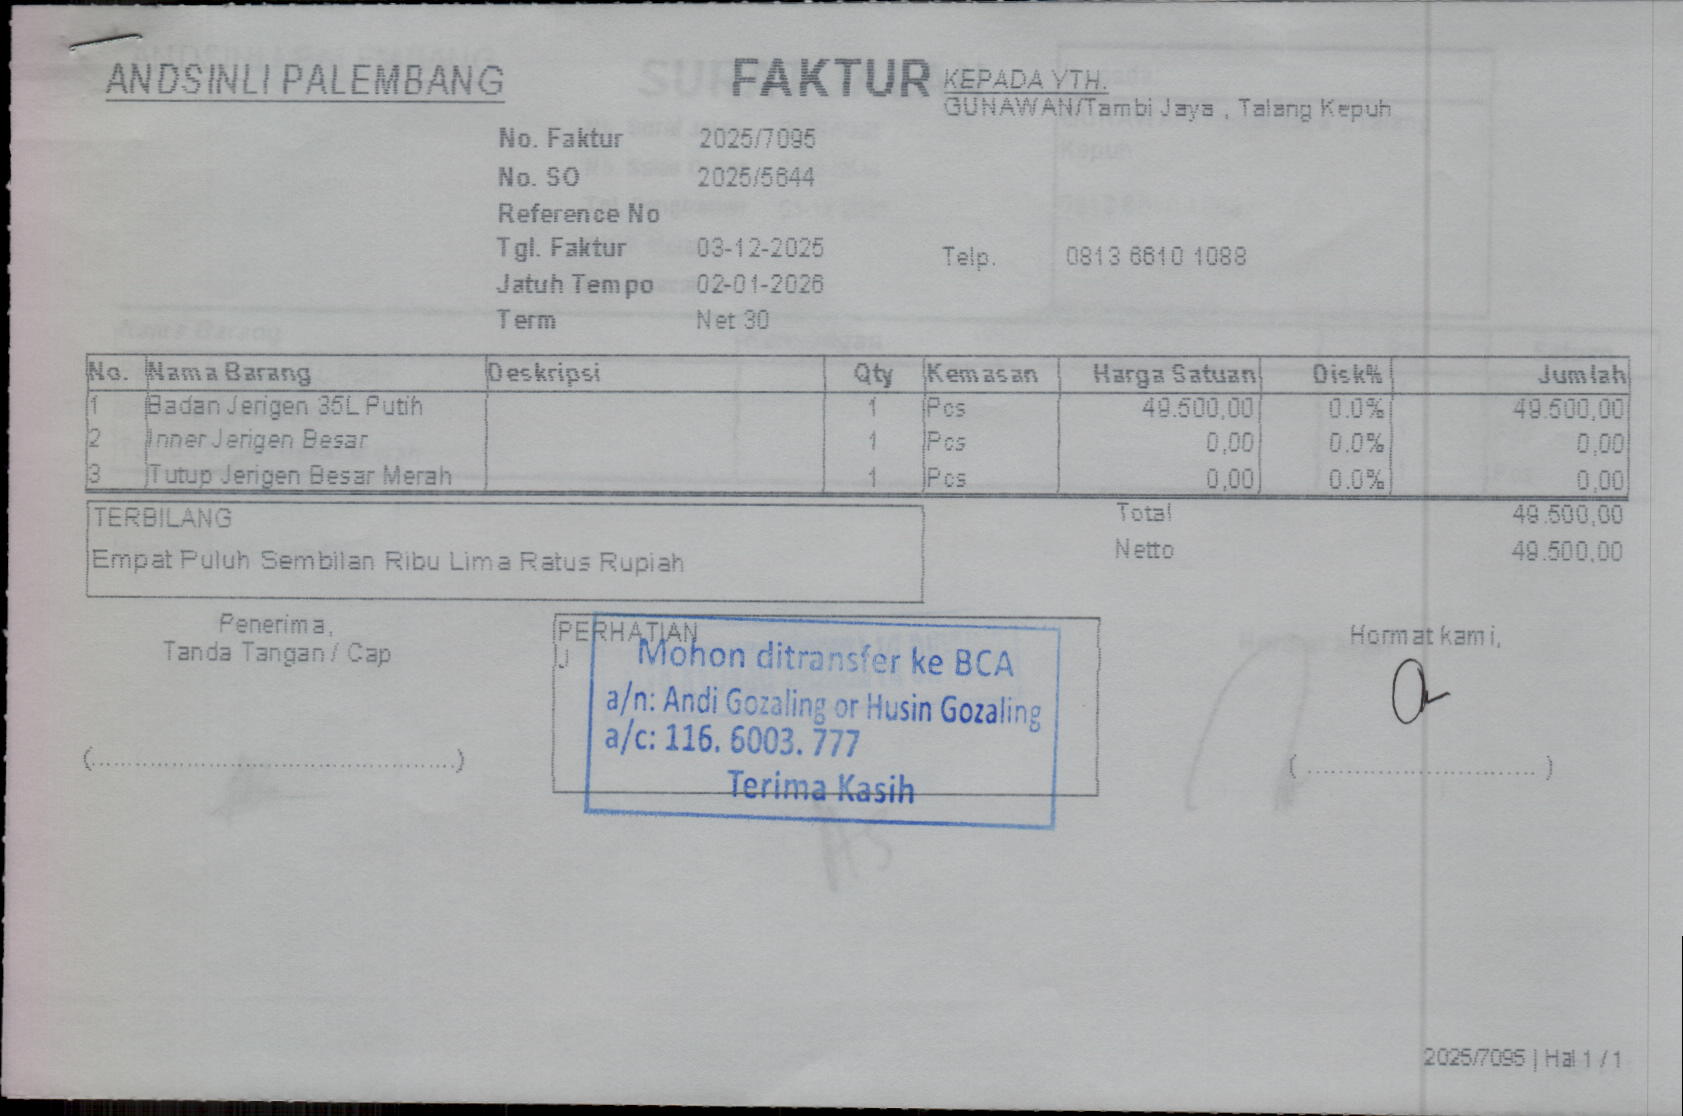 ANDSINLI PALEMBANG
FAKTUR
KEPADA YTH.
GUNAWAN/Tambi Jaya , Talang Kepuh
No. Faktur 2025/7095
No. SO 2025/5644
Reference No
Tgl. Faktur 03-12-2025
Telp. 0813 6610 1088
Jatuh Tempo 02-01-2026
Term Net 30
No. Nama Barang Deskripsi Qty Kemasan Harga Satuan Disk% Jumlah
1 Badan Jerigen 35L Putih 1 Pcs 49.500,00 0.0% 49.500,00
2 Inner Jerigen Besar 1 Pcs 0,00 0.0% 0,00
3 Tutup Jerigen Besar Merah 1 Pcs 0,00 0.0% 0,00
TERBILANG
Empat Puluh Sembilan Ribu Lima Ratus Rupiah
Total 49.500,00
Netto 49.500,00
Penerima,
Tanda Tangan / Cap
(..............................................)
PERHATIAN
Mohon ditransfer ke BCA
a/n: Andi Gozaling or Husin Gozaling
a/c: 116. 6003. 777
Terima Kasih
Hormat kami,
( ............................. )
2025/7095 | Hal 1 / 1